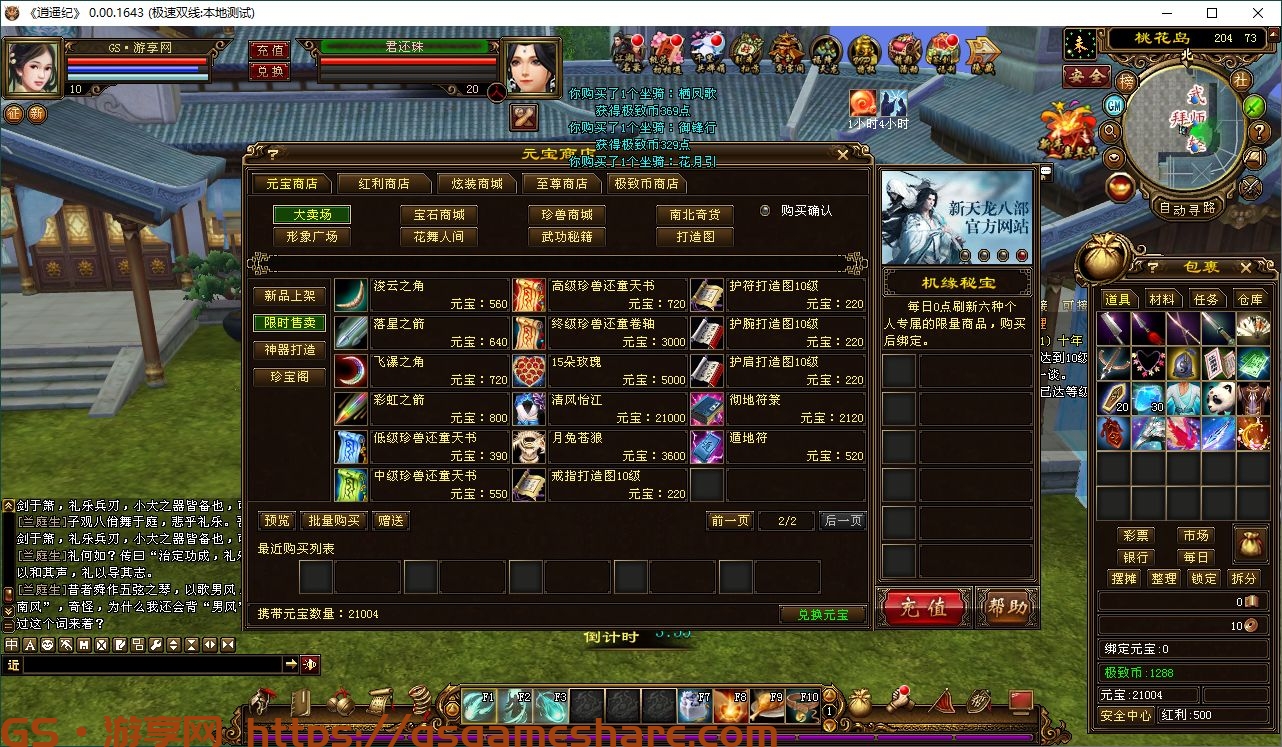 《逍遥纪》 0.00.1643 (极速双线:本地测试)
GS·游享网
10
充值
兑换
君还珠
20
征 新
你购买了1个坐骑：栖凤歌
获得极致币369点
你购买了1个坐骑：御锋行
获得极致币329点
你购买了1个坐骑：花月引
1小时4小时
桃花岛 204 73
安全
榜
社
GM
拜师
自动寻路
? 元宝商店
元宝商店 红利商店 炫装商城 至尊商店 极致币商店
大卖场 宝石商城 珍兽商城 南北奇货 购买确认
形象广场 花舞人间 武功秘籍 打造图
新品上架
限时售卖
神器打造
珍宝阁
凌云之角 元宝：560
高级珍兽还童天书 元宝：720
护符打造图10级 元宝：220
落星之箭 元宝：640
终级珍兽还童卷轴 元宝：3000
护腕打造图10级 元宝：220
飞瀑之角 元宝：720
15朵玫瑰 元宝：5000
护肩打造图10级 元宝：220
彩虹之箭 元宝：800
清风怡江 元宝：21000
彻地符箓 元宝：2120
低级珍兽还童天书 元宝：390
月兔苍狼 元宝：3600
遁地符 元宝：520
中级珍兽还童天书 元宝：550
戒指打造图10级 元宝：220
预览 批量购买 赠送 前一页 2/2 后一页
最近购买列表
携带元宝数量：21004 兑换元宝
新天龙八部
官方网站
机缘秘宝
每日0点刷新六种个
人专属的限量商品，购买
后绑定。
充值 帮助
倒计时
? 包裹
道具 材料 任务 仓库
20 30
彩票 市场
银行 每日
摆摊 整理 锁定 拆分
0
10
绑定元宝:0
极致币:1288
元宝:21004
安全中心 红利:500
剑于箫，礼乐兵刃，小大之器皆备也，
[兰庭生]子观八佾舞于庭，悲乎礼乐。
剑于箫，礼乐兵刃，小大之器皆备也，
[兰庭生]礼何如？传曰“治定功成，礼
以和其声，礼以导其志。
[兰庭生]昔者舜作五弦之琴，以歌男风
南风”，奇怪，为什么我还会背“男风
过这个词来着？
近
F1 F2 F3 F7 F8 F9 F10
1
GS·游享网 https://gsgameshare.com